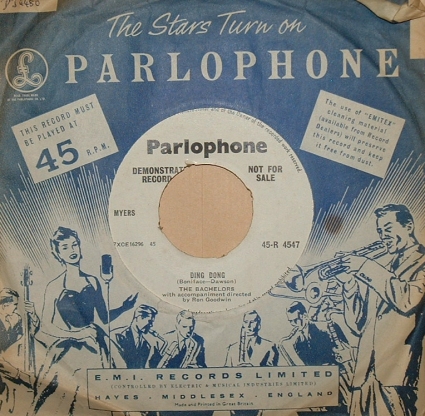 The Stars Turn on
PARLOPHONE
THIS RECORD MUST
BE PLAYED AT
45 R.P.M.
The use of "EMITEX"
cleaning material
(available from Record
Dealers) will preserve
this record and keep
it free from dust.
Parlophone
DEMONSTRAT
RECOR
NOT FOR
SALE
MYERS
7XCE16296 45
45-R 4547
DING DONG
(Boniface-Dawson)
THE BACHELORS
with accompaniment directed
by Ron Goodwin
E.M.I. RECORDS LIMITED
(CONTROLLED BY ELECTRIC & MUSICAL INDUSTRIES LIMITED)
HAYES · MIDDLESEX · ENGLAND
Made and Printed in Great Britain